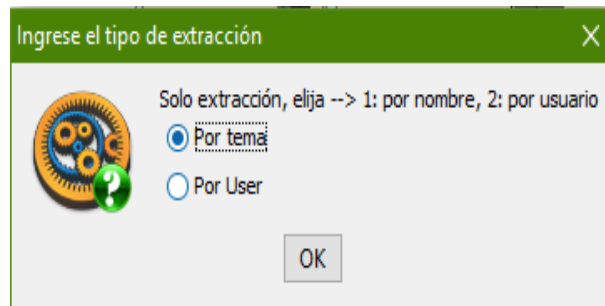 Ingrese el tipo de extracción
Solo extracción, elija --> 1: por nombre, 2: por usuario
Por tema
Por User
OK